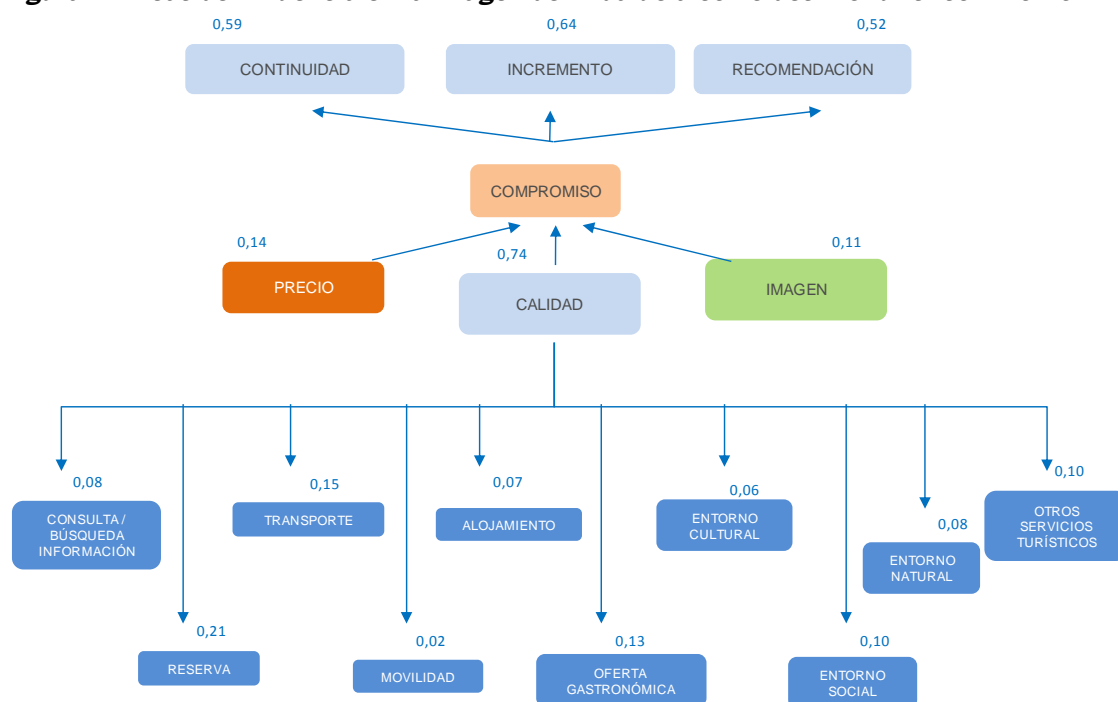 0,59
0,64
0,52
CONTINUIDAD
INCREMENTO
RECOMENDACIÓN
COMPROMISO
0,14
0,74
0,11
PRECIO
CALIDAD
IMAGEN
0,08
0,15
0,07
0,06
0,08
0,10
CONSULTA /
BÚSQUEDA
INFORMACIÓN
TRANSPORTE
ALOJAMIENTO
ENTORNO
CULTURAL
ENTORNO
NATURAL
OTROS
SERVICIOS
TURÍSTICOS
0,21
0,02
0,13
0,10
RESERVA
MOVILIDAD
OFERTA
GASTRONÓMICA
ENTORNO
SOCIAL